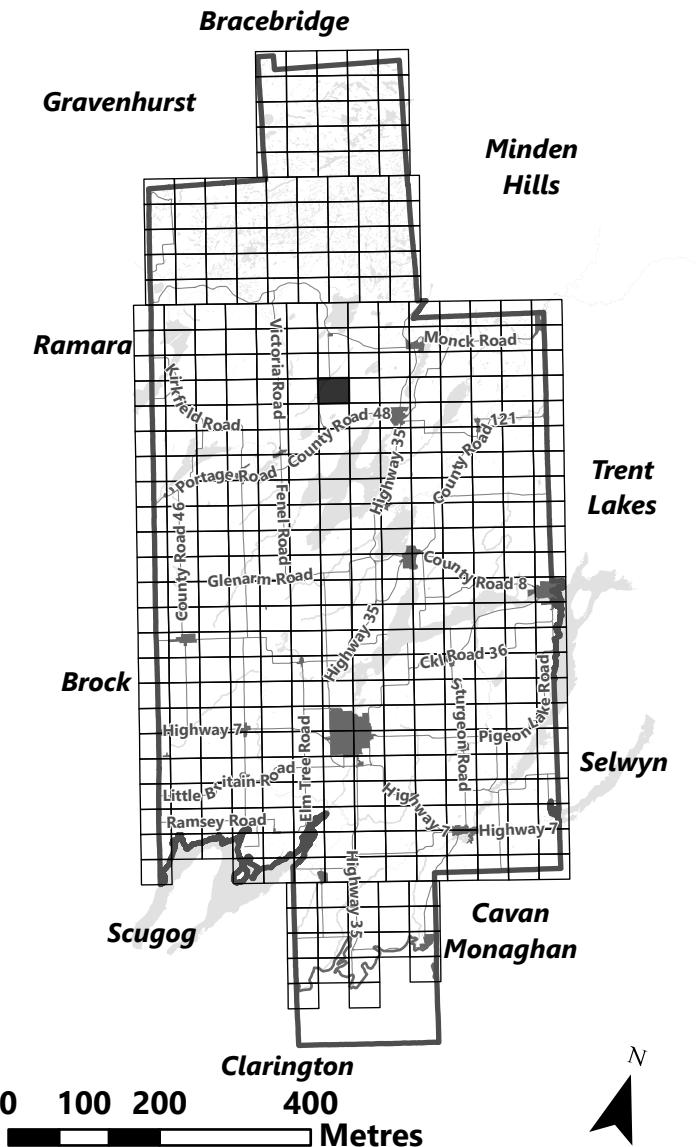 Bracebridge
Gravenhurst
Minden
Hills
Ramara
Monck Road
Victoria Road
Kirkfield Road
County Road 48
County Road 121
Highway 35
Trent
Lakes
Portage Road
Fenel Road
County Road 46
Glenarm Road
County Road 8
Highway 35
Ckl Road 36
Brock
Sturgeon Road
Pigeon Lake Road
Highway 7
Elm Tree Road
Selwyn
Little Britain Road
Highway 7
Ramsey Road
Highway 7
Highway 35
Scugog
Cavan
Monaghan
N
Clarington
0 100 200 400
Metres